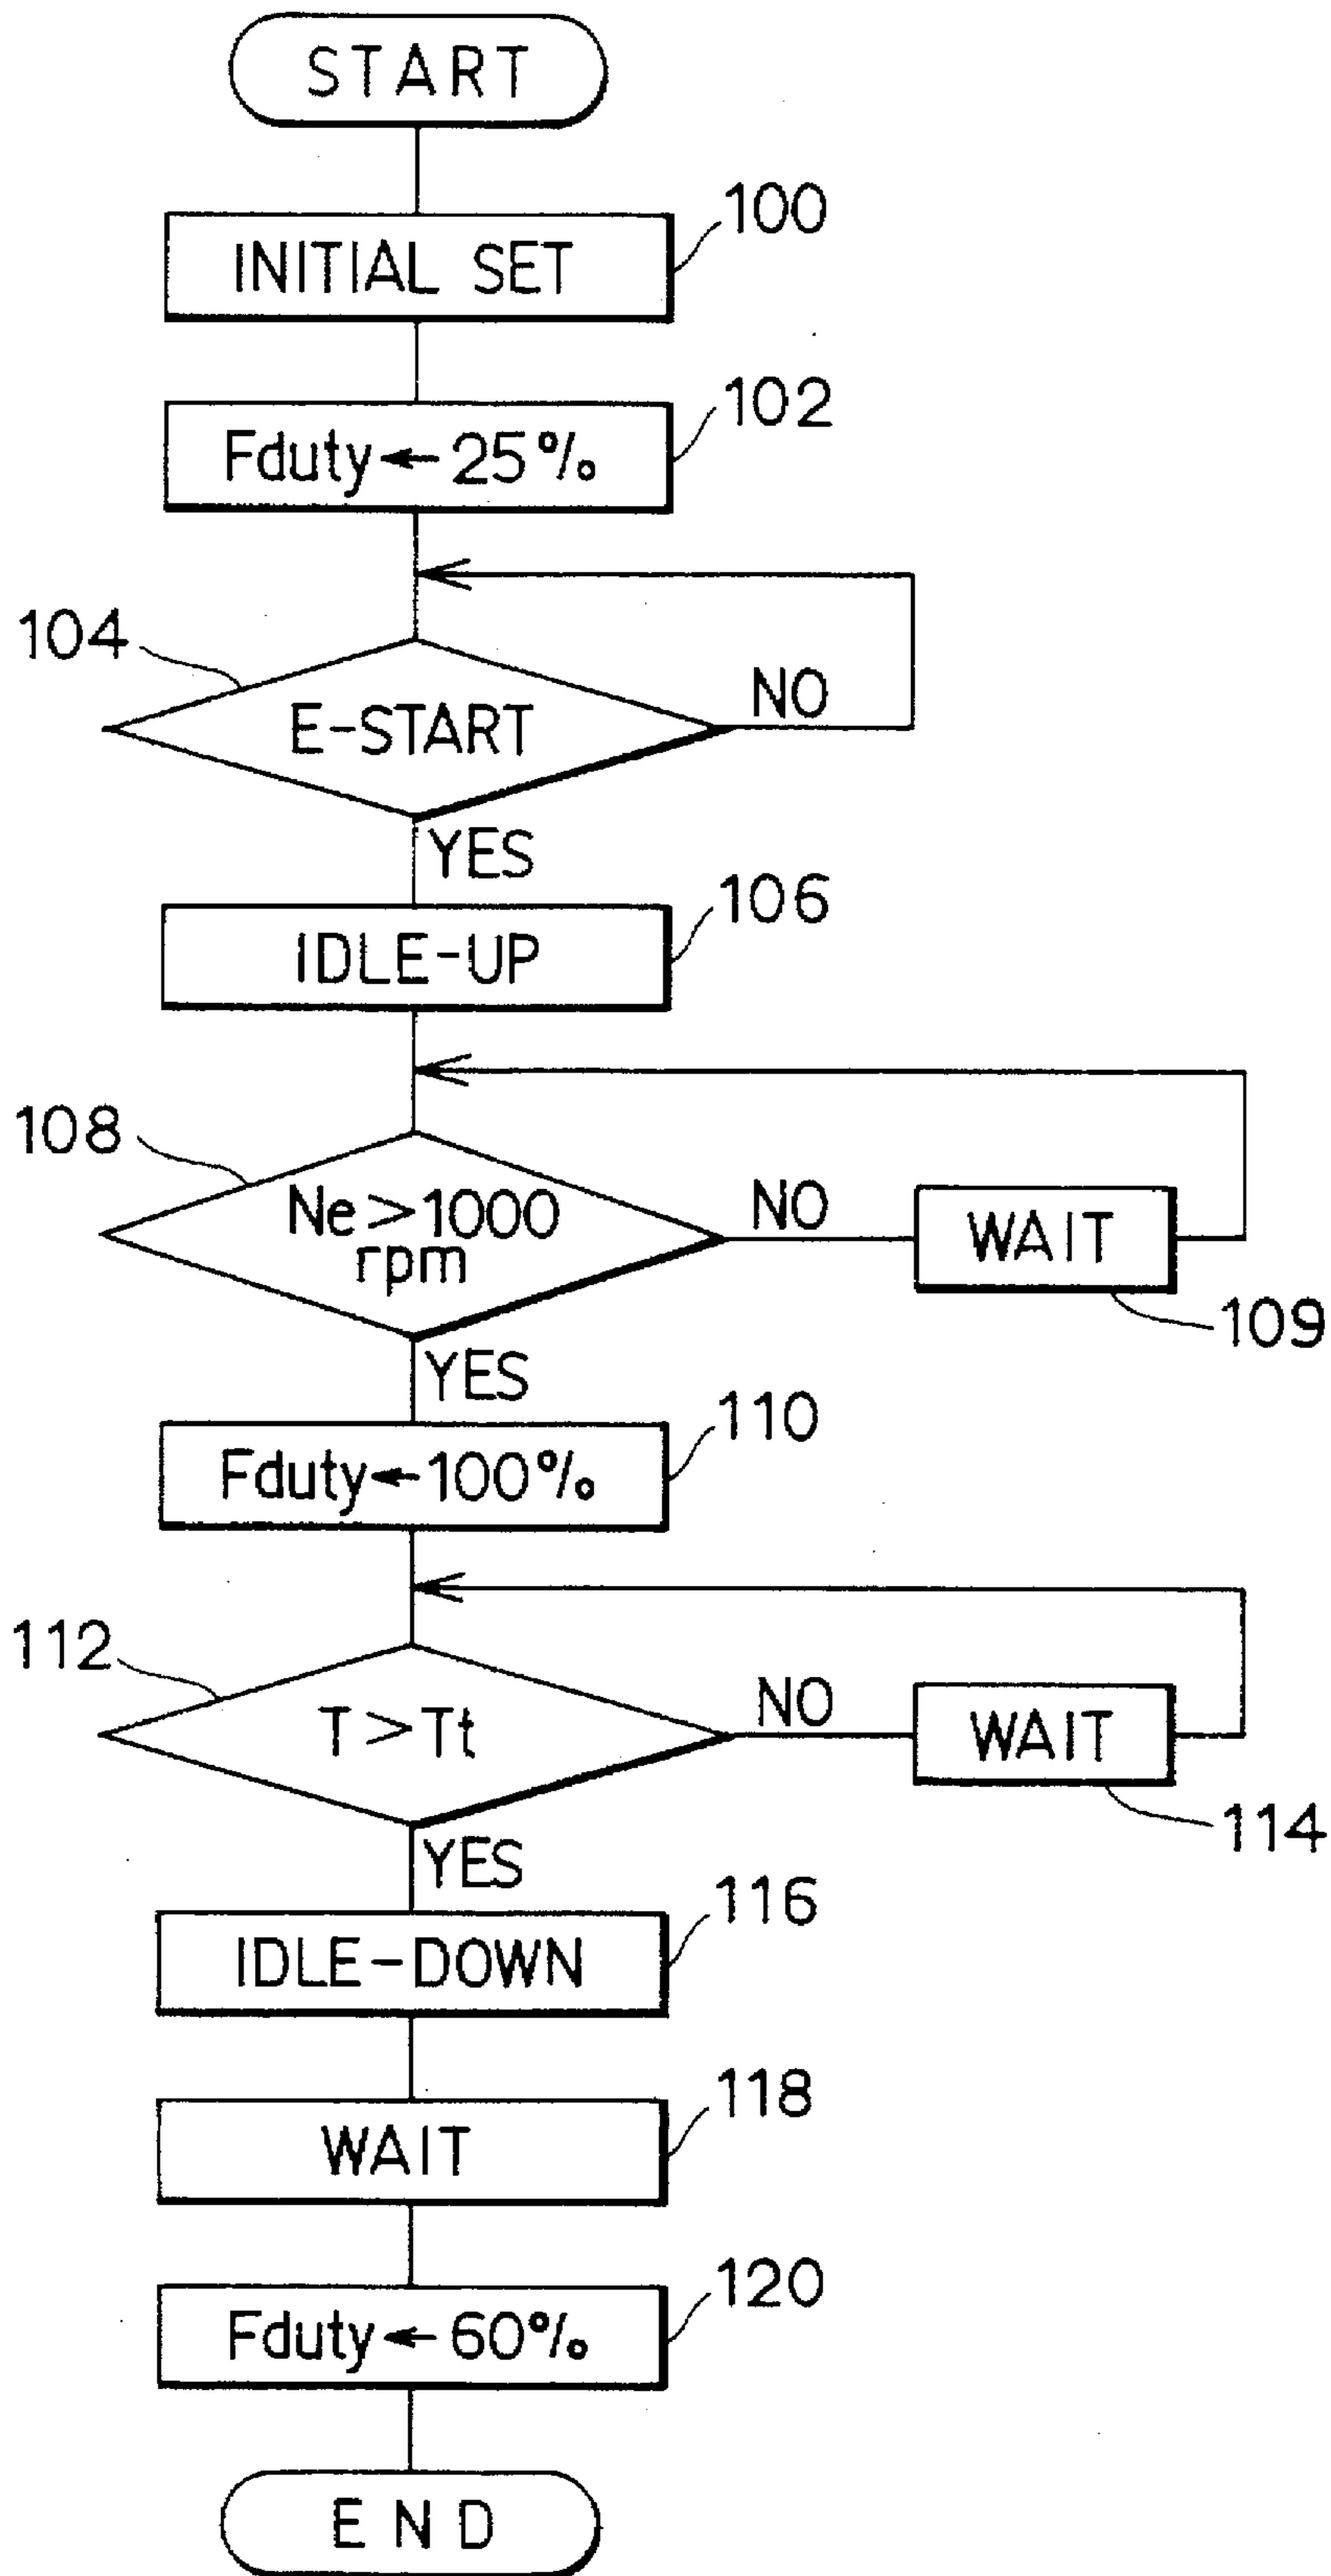 START
100
INITIAL SET
102
Fduty←25%
104
E-START
NO
YES
106
IDLE-UP
108
Ne>1000
rpm
NO
WAIT
109
YES
110
Fduty←100%
112
T>Tt
NO
WAIT
114
YES
116
IDLE-DOWN
118
WAIT
120
Fduty←60%
END